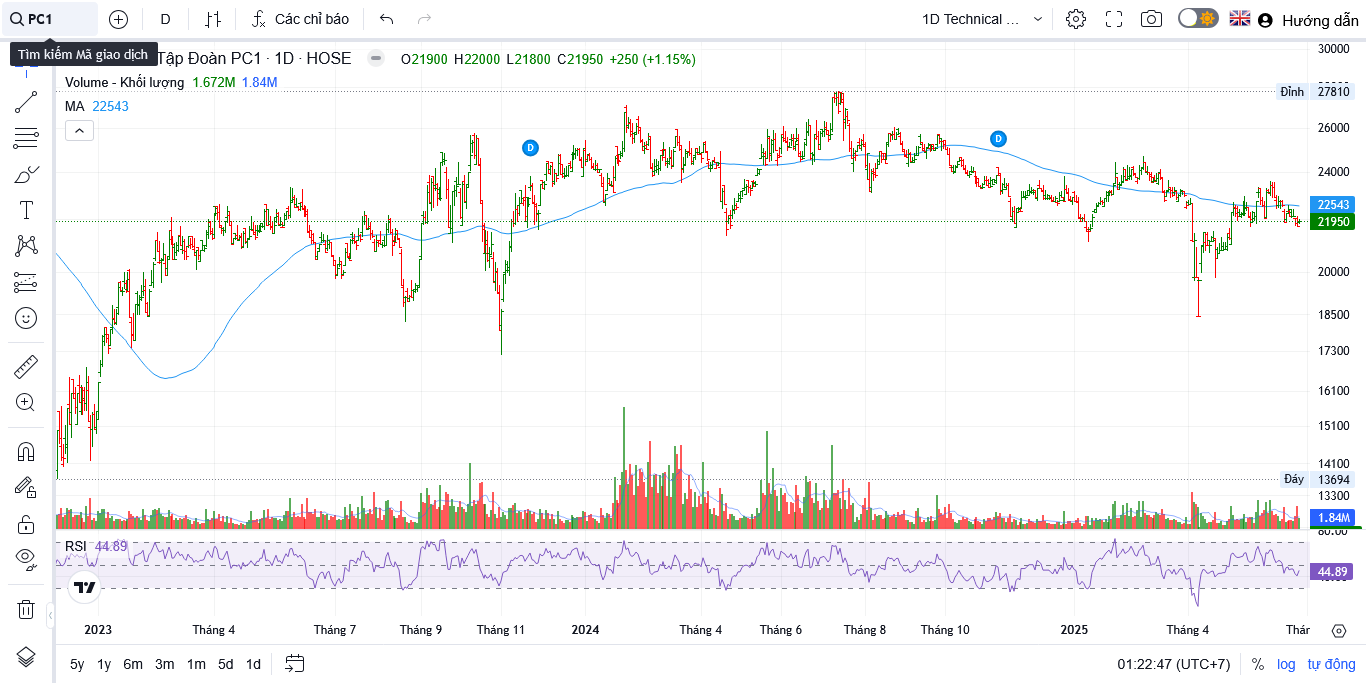 PC1 D Các chỉ báo 1D Technical ... Hướng dẫn
Tìm kiếm Mã giao dịch
Tập Đoàn PC1 · 1D · HOSE O21900 H22000 L21800 C21950 +250 (+1.15%)
Volume - Khối lượng 1.672M 1.84M
MA 22543
30000
Đỉnh 27810
26000
D
D
24000
22543
21950
20000
18500
17300
16100
15100
14100
Đáy 13694
13300
1.84M
80.00
RSI 44.89
44.89
2023 Tháng 4 Tháng 7 Tháng 9 Tháng 11 2024 Tháng 4 Tháng 6 Tháng 8 Tháng 10 2025 Tháng 4 Thár
5y 1y 6m 3m 1m 5d 1d 01:22:47 (UTC+7) % log tự động